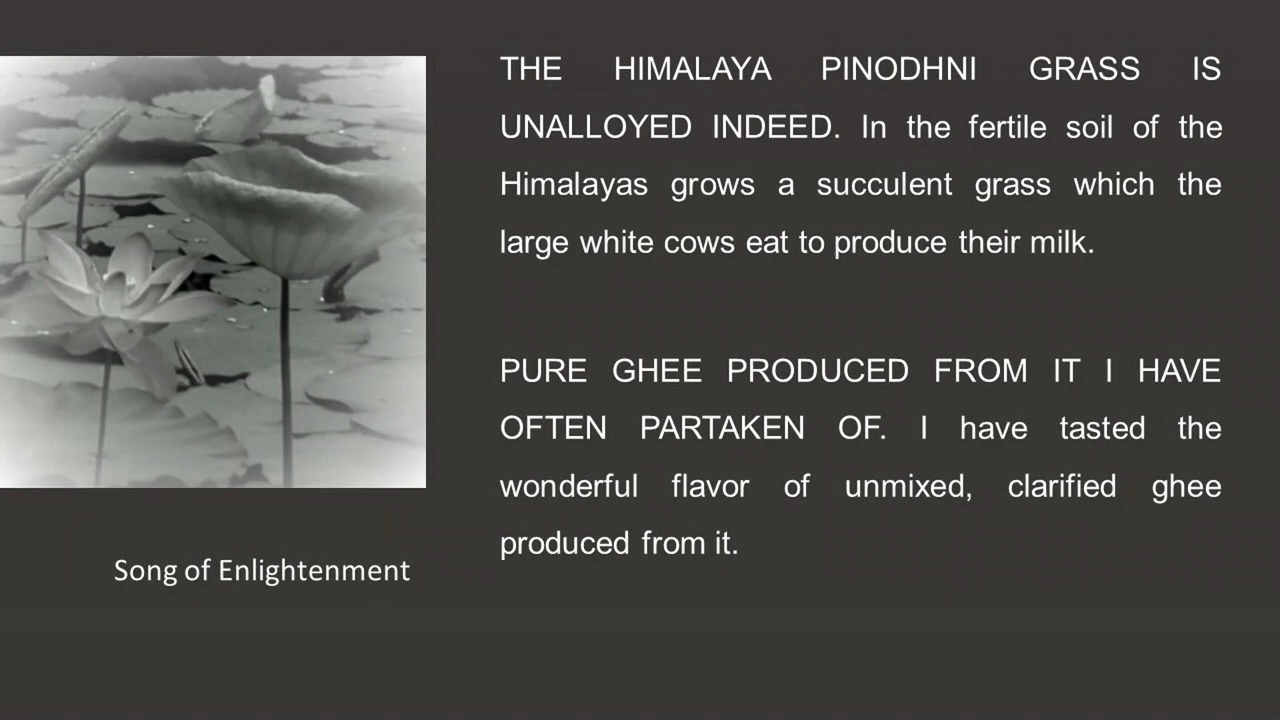 THE HIMALAYA PINODHNI GRASS IS
UNALLOYED INDEED. In the fertile soil of the
Himalayas grows a succulent grass which the
large white cows eat to produce their milk.
PURE GHEE PRODUCED FROM IT I HAVE
OFTEN PARTAKEN OF. I have tasted the
wonderful flavor of unmixed, clarified ghee
produced from it.
Song of Enlightenment